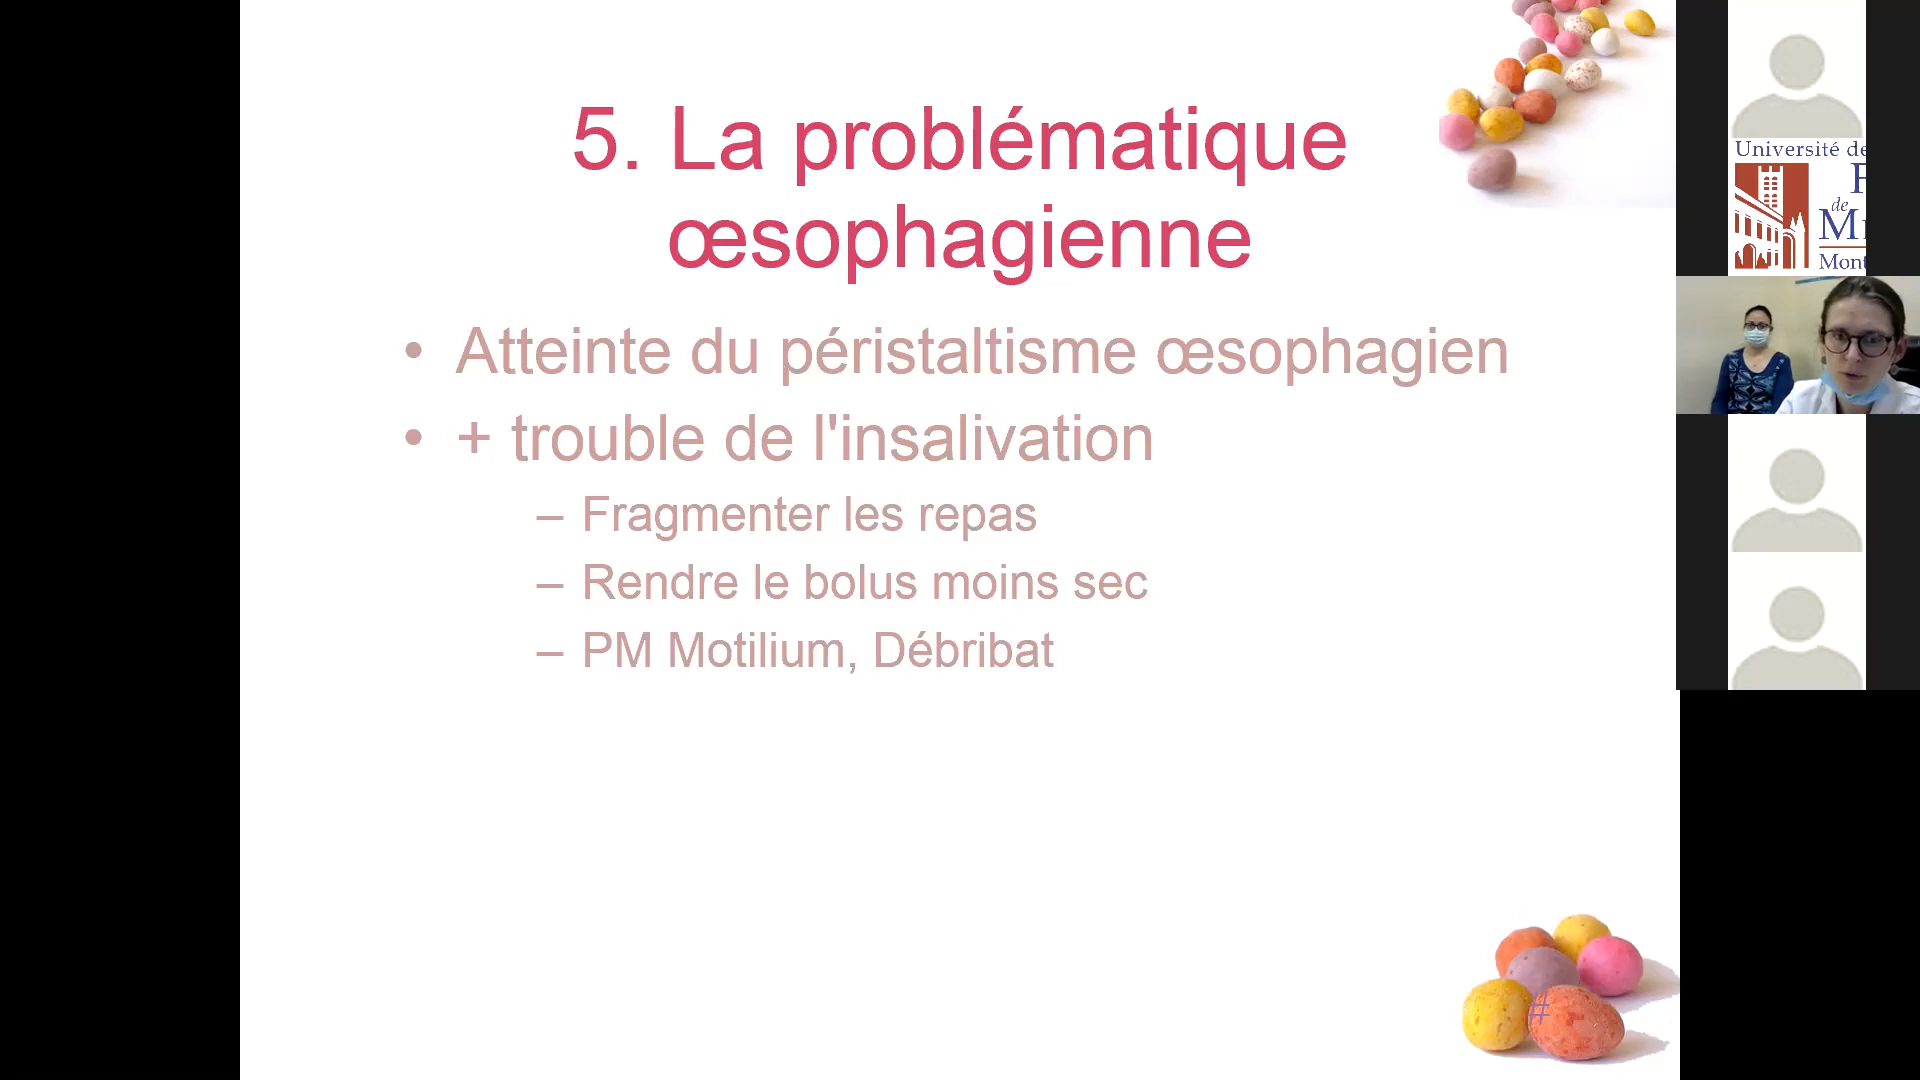 5. La problématique
œsophagienne
• Atteinte du péristaltisme œsophagien
• + trouble de l'insalivation
– Fragmenter les repas
– Rendre le bolus moins sec
– PM Motilium, Débribat
#
Université de
F
de
M
Mont